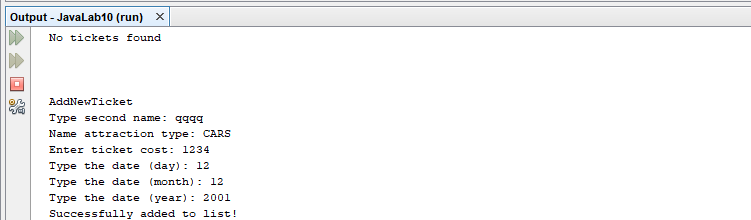 Output - JavaLab10 (run)
No tickets found
AddNewTicket
Type second name: qqqq
Name attraction type: CARS
Enter ticket cost: 1234
Type the date (day): 12
Type the date (month): 12
Type the date (year): 2001
Successfully added to list!